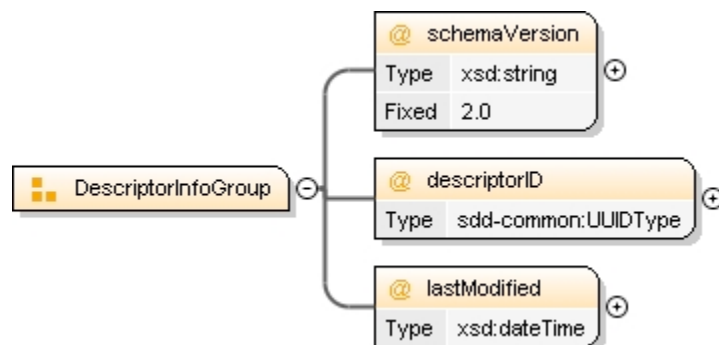 @ schemaVersion
Type xsd:string
Fixed 2.0
DescriptorInfoGroup
@ descriptorID
Type sdd-common:UUIDType
@ lastModified
Type xsd:dateTime